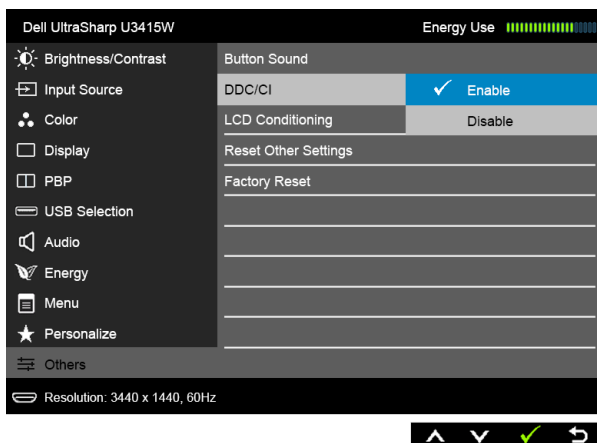 Dell UltraSharp U3415W
Energy Use
Brightness/Contrast
Input Source
Color
Display
PBP
USB Selection
Audio
Energy
Menu
Personalize
Others
Button Sound
DDC/CI
Enable
Disable
LCD Conditioning
Reset Other Settings
Factory Reset
Resolution: 3440 x 1440, 60Hz